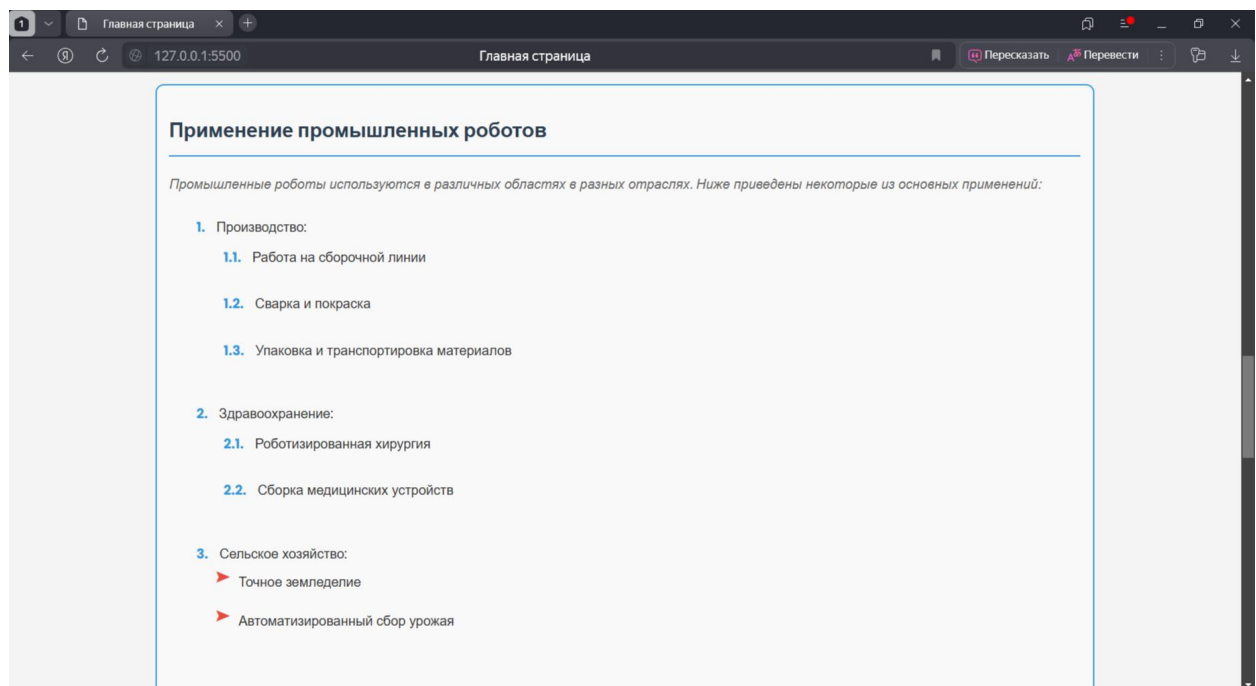 1
Главная страница
127.0.0.1:5500
Главная страница
Пересказать
Перевести
Применение промышленных роботов
Промышленные роботы используются в различных областях в разных отраслях. Ниже приведены некоторые из основных применений:
1. Производство:
1.1. Работа на сборочной линии
1.2. Сварка и покраска
1.3. Упаковка и транспортировка материалов
2. Здравоохранение:
2.1. Роботизированная хирургия
2.2. Сборка медицинских устройств
3. Сельское хозяйство:
Точное земледелие
Автоматизированный сбор урожая